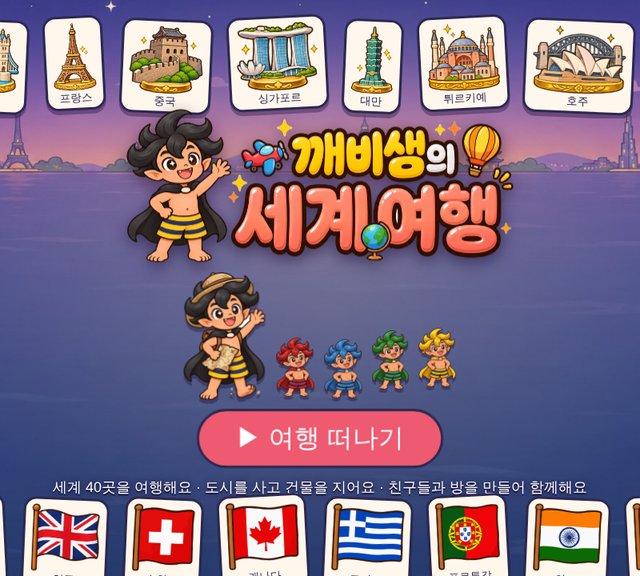 프랑스
중국
싱가포르
대만
튀르키예
호주
깨비생의
세계 여행
▶ 여행 떠나기
세계 40곳을 여행해요 · 도시를 사고 건물을 지어요 · 친구들과 방을 만들어 함께해요
캐나다
포르투갈